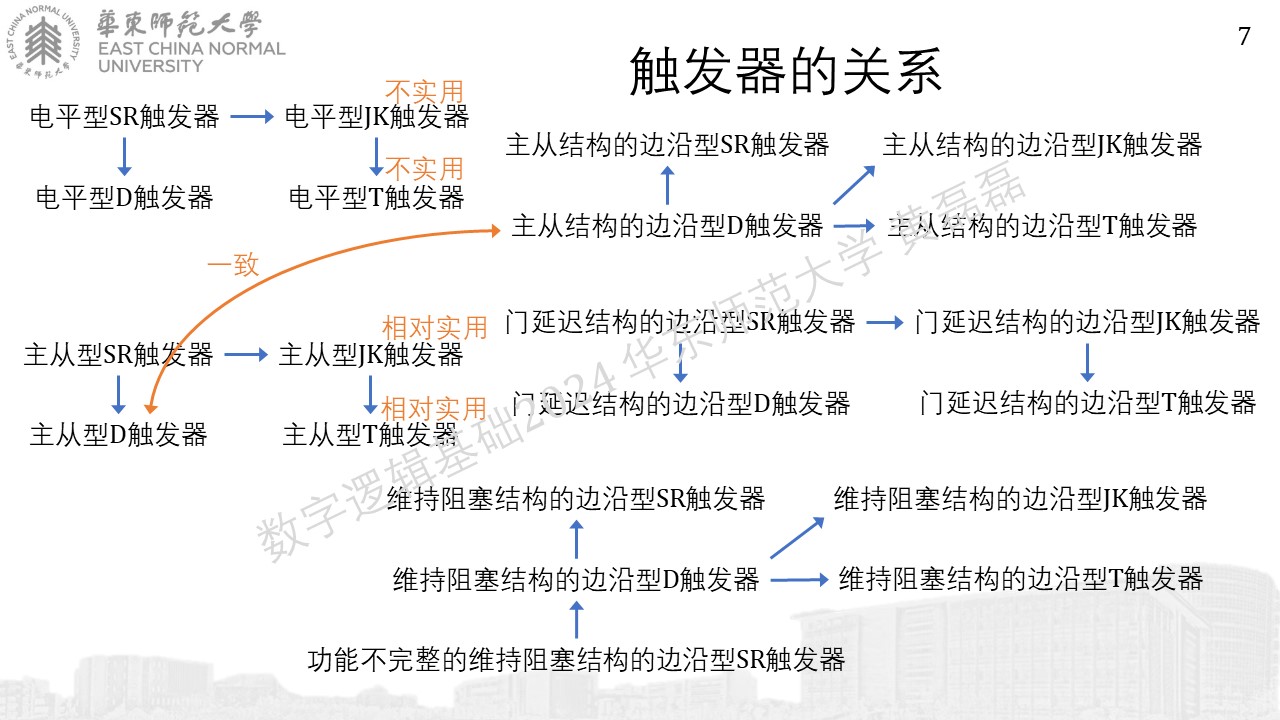 華東師範大學
EAST CHINA NORMAL
UNIVERSITY
EAST CHINA NORMAL UNIVERSITY
華東师范大学
7
触发器的关系
不实用
电平型SR触发器
电平型JK触发器
不实用
电平型D触发器
电平型T触发器
主从结构的边沿型SR触发器
主从结构的边沿型JK触发器
主从结构的边沿型D触发器
主从结构的边沿型T触发器
一致
相对实用
主从型SR触发器
主从型JK触发器
相对实用
主从型D触发器
主从型T触发器
门延迟结构的边沿型SR触发器
门延迟结构的边沿型JK触发器
门延迟结构的边沿型D触发器
门延迟结构的边沿型T触发器
维持阻塞结构的边沿型SR触发器
维持阻塞结构的边沿型JK触发器
维持阻塞结构的边沿型D触发器
维持阻塞结构的边沿型T触发器
功能不完整的维持阻塞结构的边沿型SR触发器
数字逻辑基础2024 华东师范大学 黄磊磊